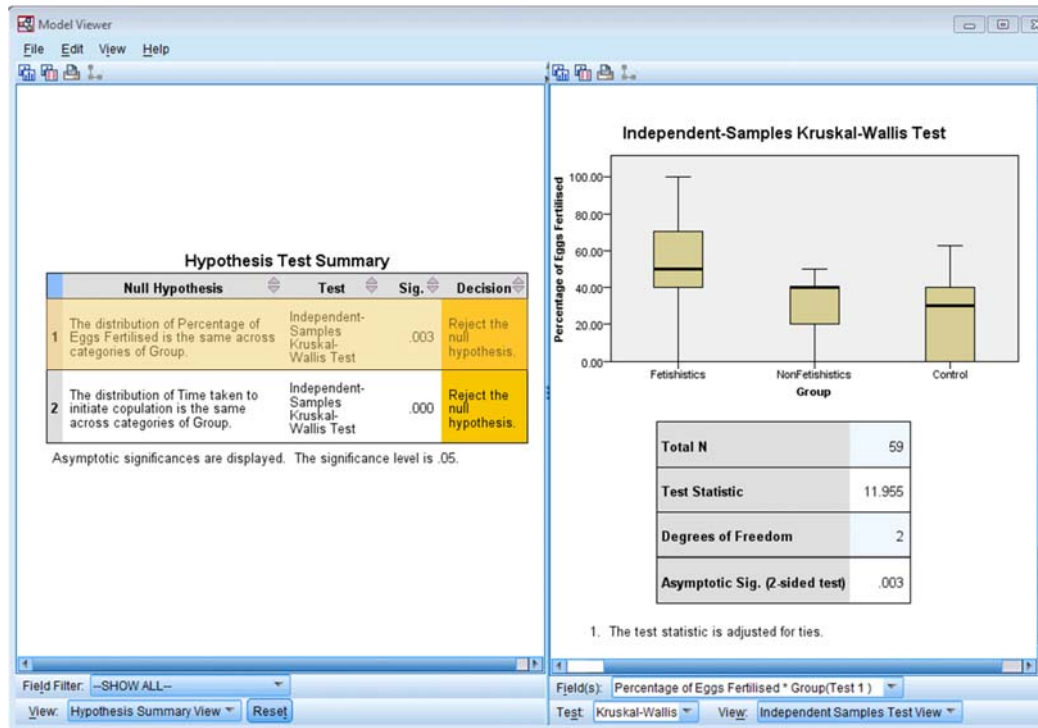 Model Viewer
File Edit View Help
Hypothesis Test Summary
Null Hypothesis Test Sig. Decision
1 The distribution of Percentage of Eggs Fertilised is the same across categories of Group. Independent-Samples Kruskal-Wallis Test .003 Reject the null hypothesis.
2 The distribution of Time taken to initiate copulation is the same across categories of Group. Independent-Samples Kruskal-Wallis Test .000 Reject the null hypothesis.
Asymptotic significances are displayed. The significance level is .05.
Field Filter: --SHOW ALL--
View: Hypothesis Summary View Reset
Independent-Samples Kruskal-Wallis Test
Percentage of Eggs Fertilised
100.00
80.00
60.00
40.00
20.00
0.00
Fetishistics NonFetishistics Control
Group
Total N 59
Test Statistic 11.955
Degrees of Freedom 2
Asymptotic Sig. (2-sided test) .003
1. The test statistic is adjusted for ties.
Field(s): Percentage of Eggs Fertilised * Group(Test 1 )
Test: Kruskal-Wallis View: Independent Samples Test View